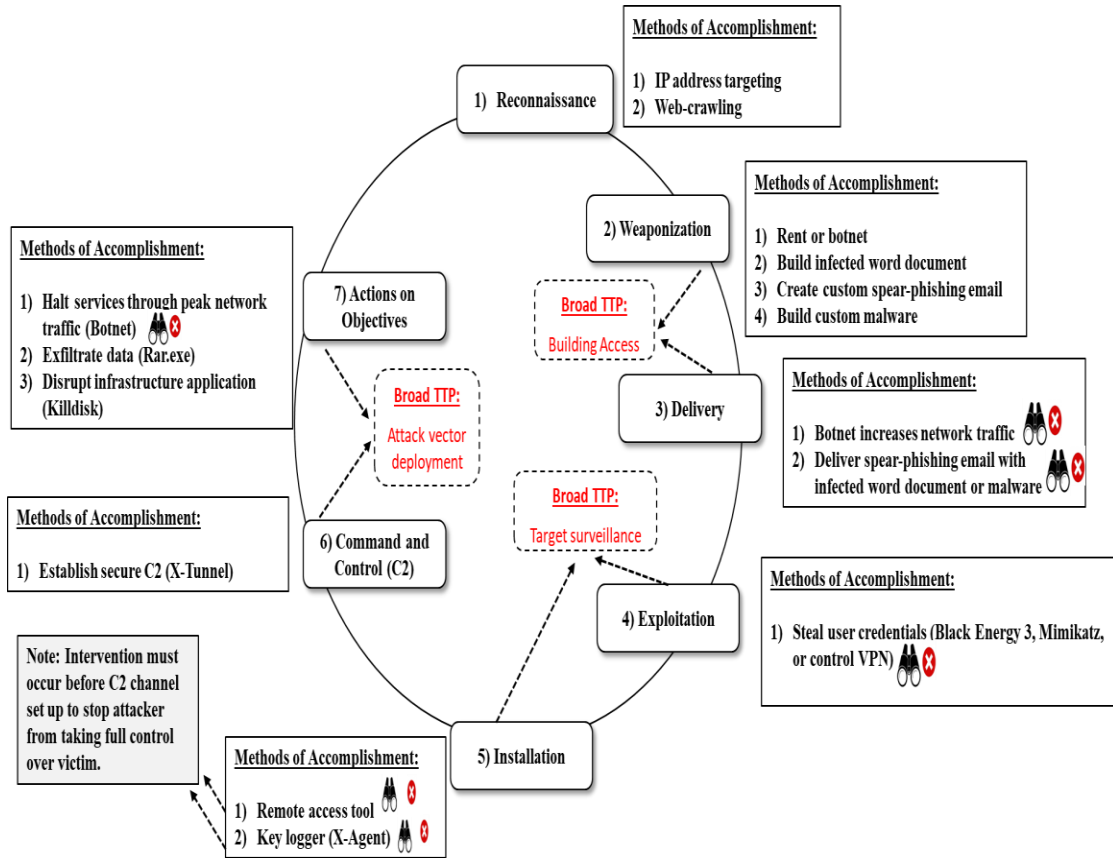 Methods of Accomplishment:
1) IP address targeting
2) Web-crawling
1) Reconnaissance
Methods of Accomplishment:
1) Rent or botnet
2) Build infected word document
3) Create custom spear-phishing email
4) Build custom malware
2) Weaponization
Broad TTP:
Building Access
3) Delivery
Methods of Accomplishment:
1) Botnet increases network traffic
2) Deliver spear-phishing email with
infected word document or malware
Methods of Accomplishment:
1) Halt services through peak network
traffic (Botnet)
2) Exfiltrate data (Rar.exe)
3) Disrupt infrastructure application
(Killdisk)
7) Actions on
Objectives
Broad TTP:
Attack vector
deployment
Broad TTP:
Target surveillance
Methods of Accomplishment:
1) Establish secure C2 (X-Tunnel)
6) Command and
Control (C2)
4) Exploitation
Methods of Accomplishment:
1) Steal user credentials (Black Energy 3, Mimikatz,
or control VPN)
Note: Intervention must
occur before C2 channel
set up to stop attacker
from taking full control
over victim.
5) Installation
Methods of Accomplishment:
1) Remote access tool
2) Key logger (X-Agent)